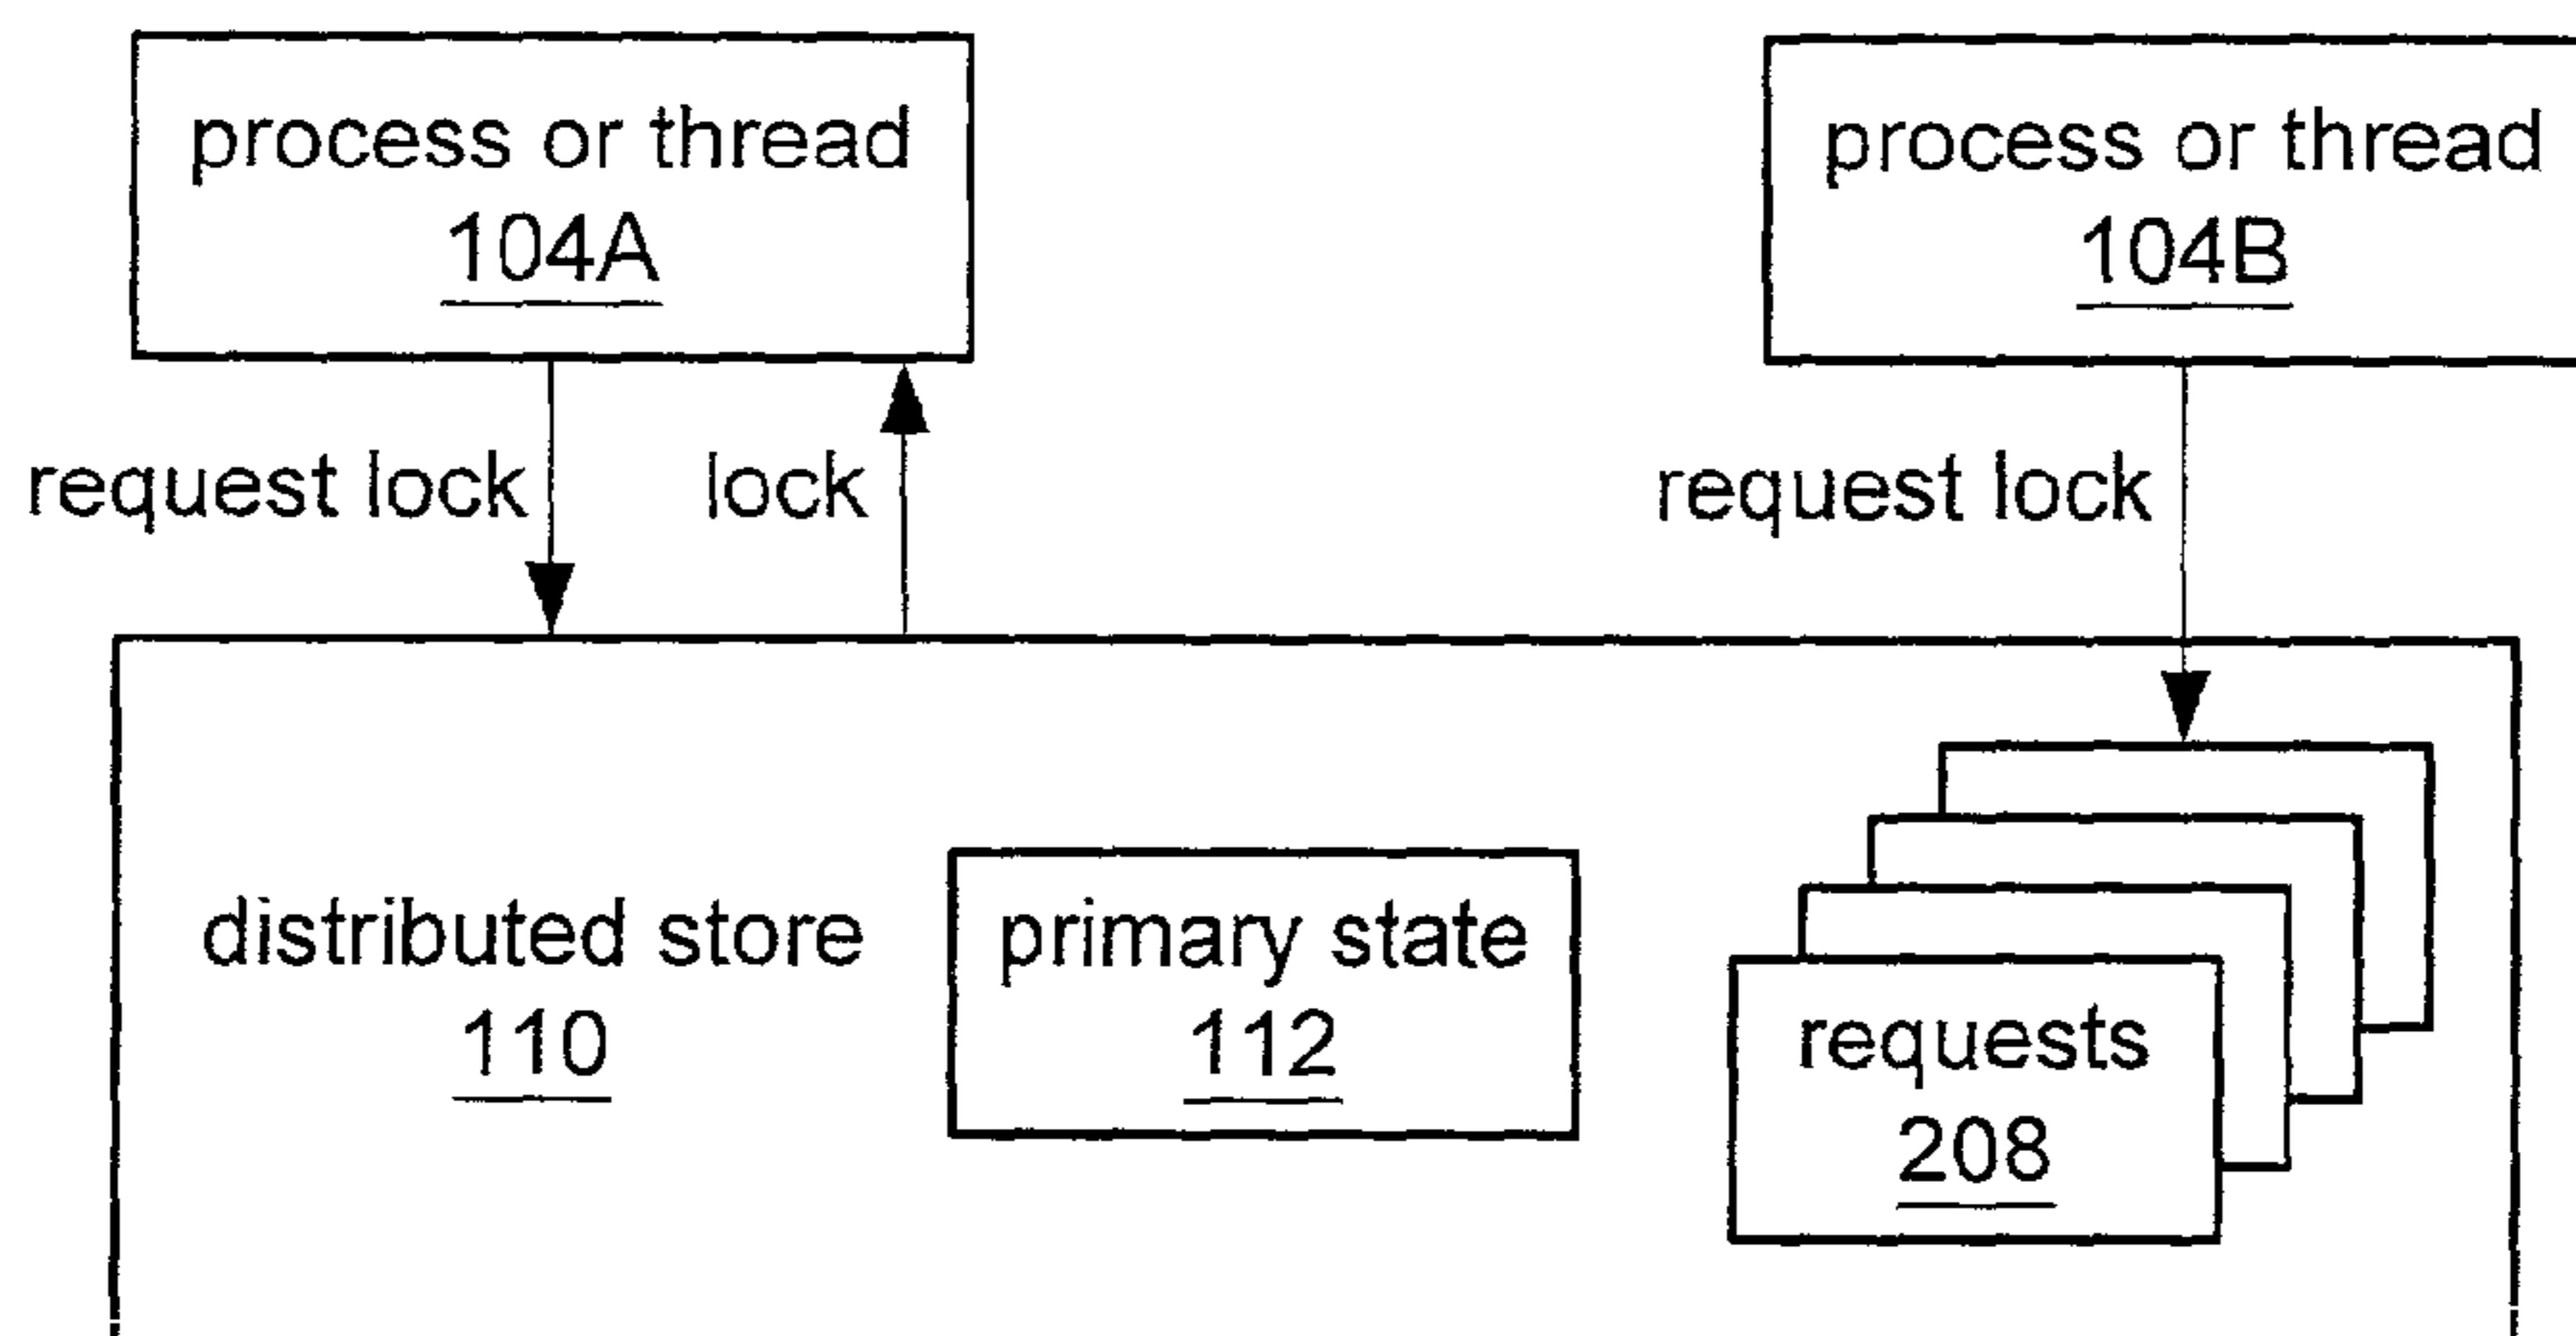 process or thread
104A
process or thread
104B
request lock
lock
request lock
distributed store
110
primary state
112
requests
208